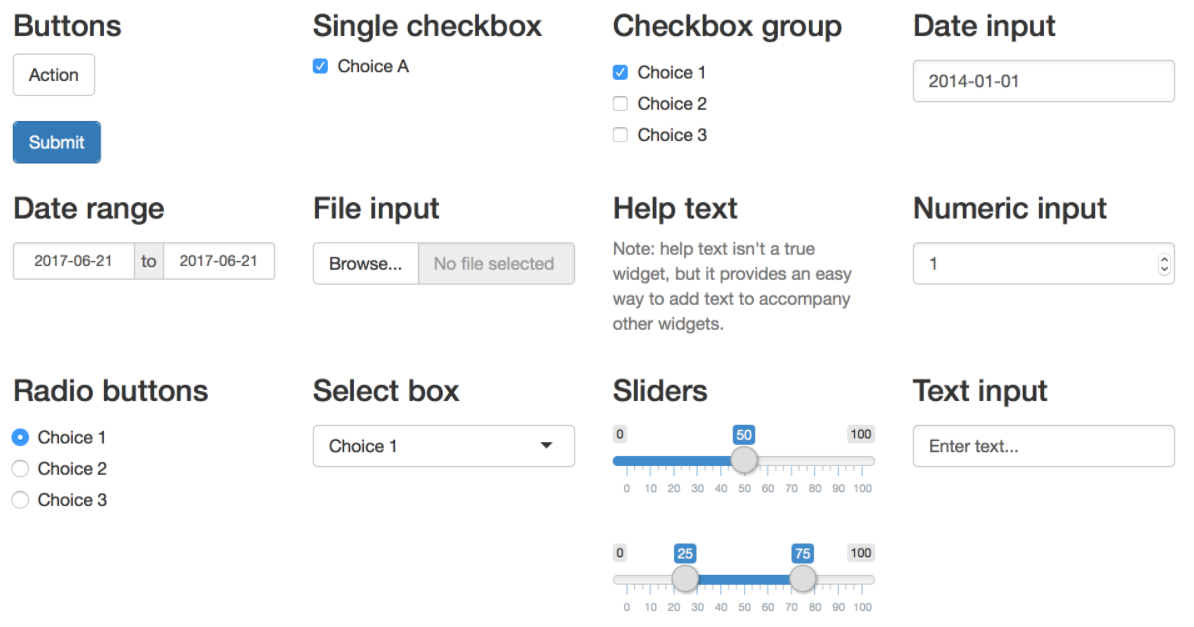 Buttons
Action
Submit
Single checkbox
Choice A
Checkbox group
Choice 1
Choice 2
Choice 3
Date input
2014-01-01
Date range
2017-06-21 to 2017-06-21
File input
Browse... No file selected
Help text
Note: help text isn't a true
widget, but it provides an easy
way to add text to accompany
other widgets.
Numeric input
1
Radio buttons
Choice 1
Choice 2
Choice 3
Select box
Choice 1
Sliders
0 50 100
0 10 20 30 40 50 60 70 80 90 100
0 25 75 100
0 10 20 30 40 50 60 70 80 90 100
Text input
Enter text...